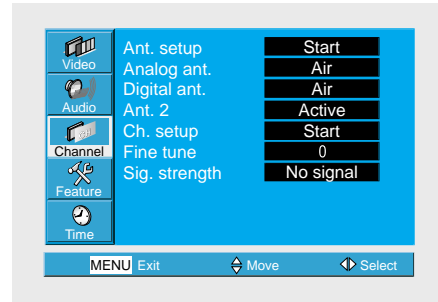 Video
Audio
Channel
Feature
Time
Ant. setup Start
Analog ant. Air
Digital ant. Air
Ant. 2 Active
Ch. setup Start
Fine tune 0
Sig. strength No signal
MENU Exit Move Select